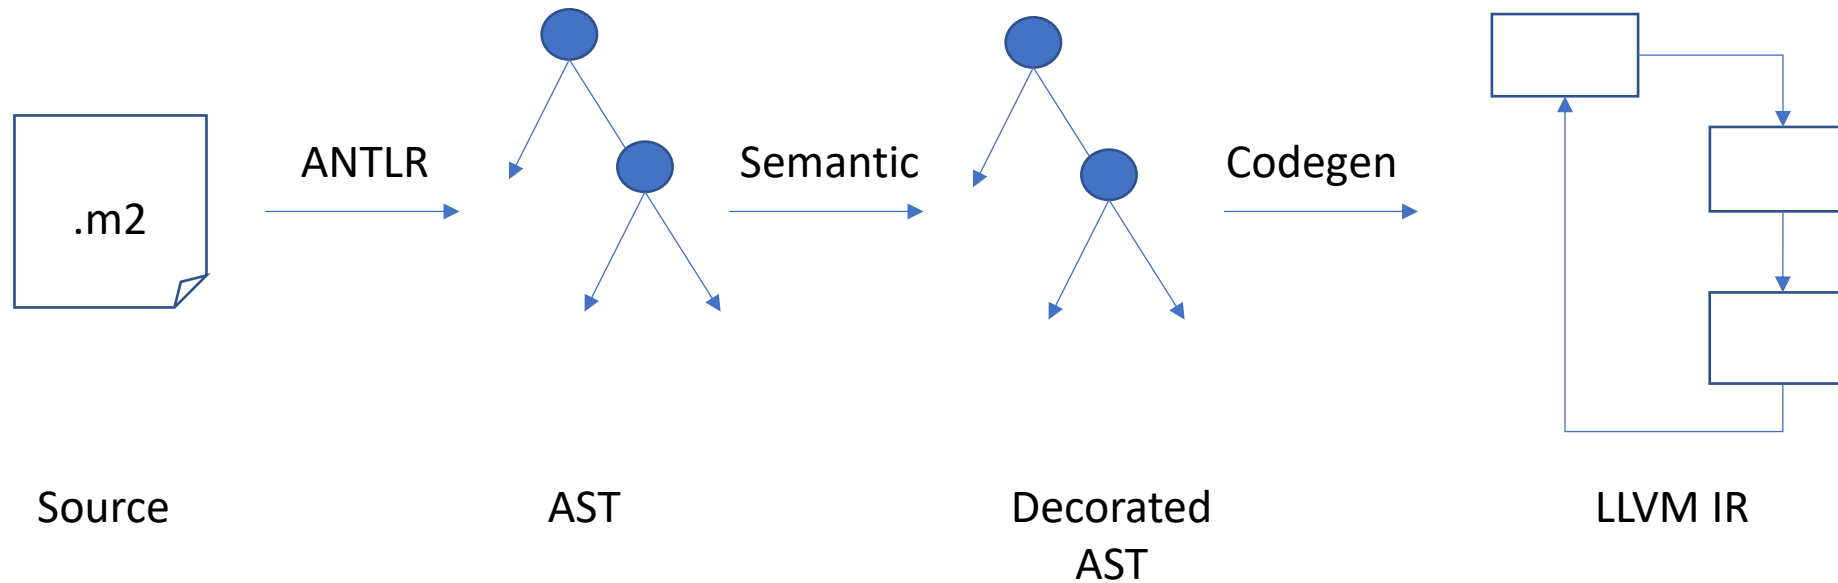 .m2
ANTLR
Semantic
Codegen
Source
AST
Decorated
AST
LLVM IR